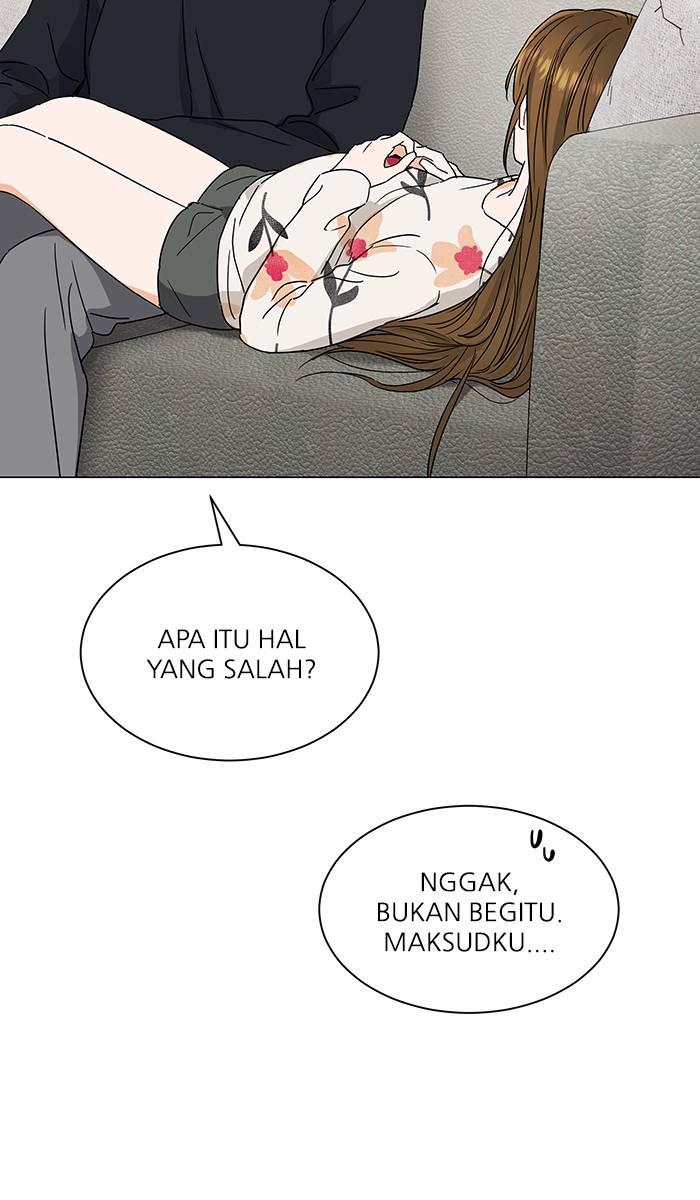 APA ITU HAL
YANG SALAH?
NGGAK,
BUKAN BEGITU.
MAKSUDKU....